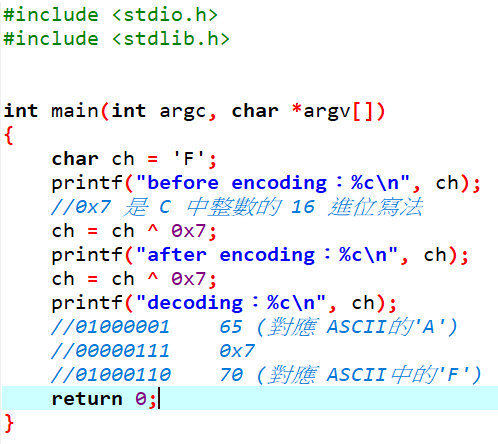 #include <stdio.h>
#include <stdlib.h>
int main(int argc, char *argv[])
{
    char ch = 'F';
    printf("before encoding：%c\n", ch);
    //0x7 是 C 中整數的 16 進位寫法
    ch = ch ^ 0x7;
    printf("after encoding：%c\n", ch);
    ch = ch ^ 0x7;
    printf("decoding：%c\n", ch);
    //01000001    65 (對應 ASCII的'A')
    //00000111    0x7
    //01000110    70 (對應 ASCII中的'F')
    return 0;
}